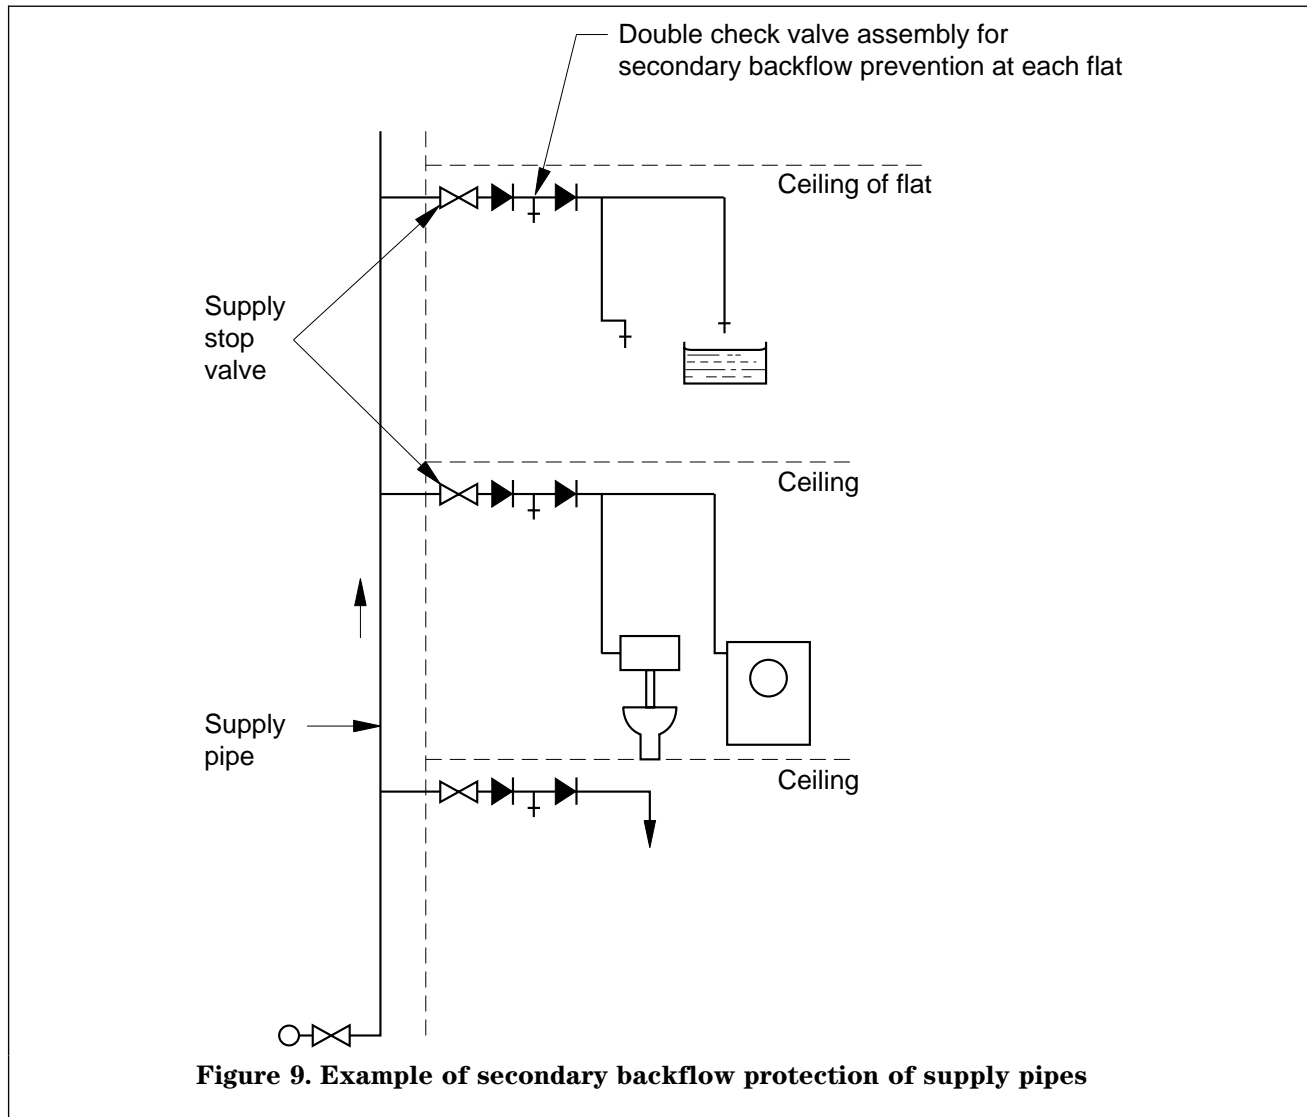 Double check valve assembly for
secondary backflow prevention at each flat
Ceiling of flat
Supply
stop
valve
Ceiling
Supply
pipe
Ceiling
Figure 9. Example of secondary backflow protection of supply pipes